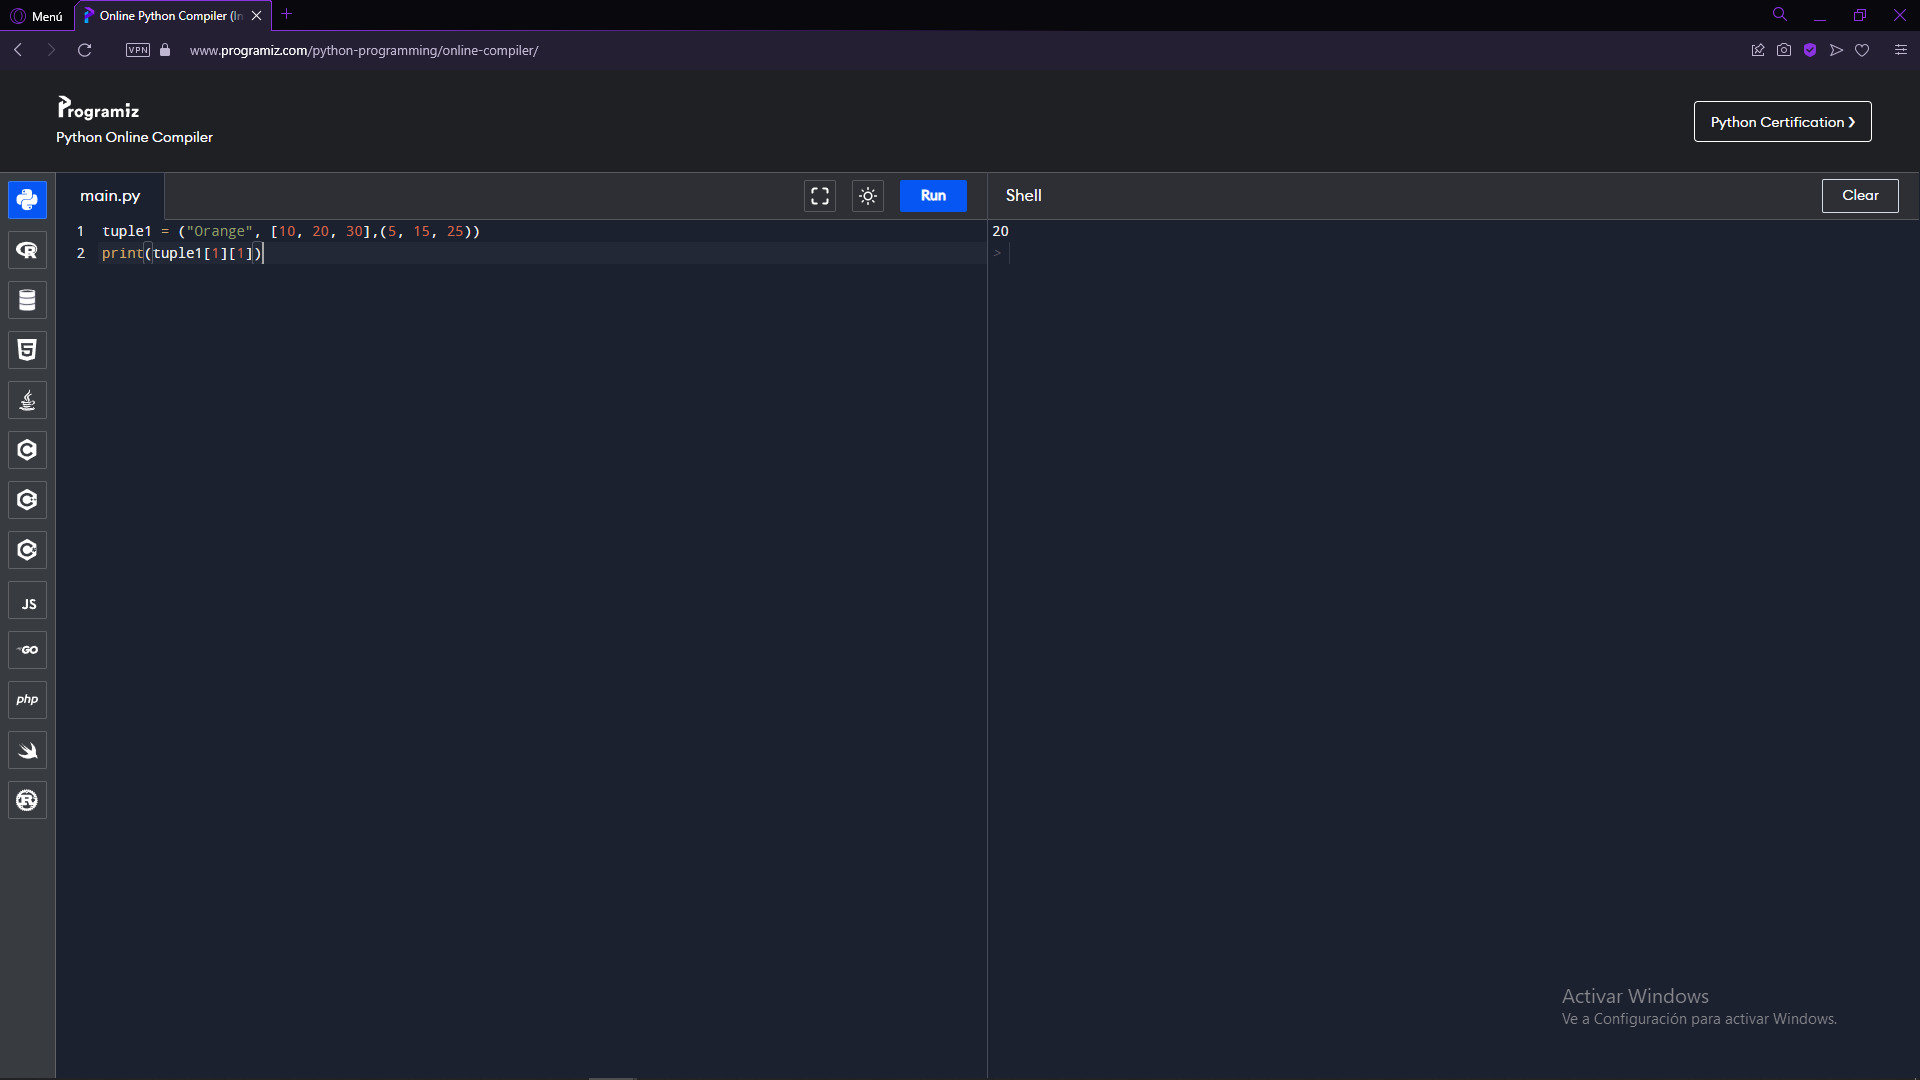 Menú
Online Python Compiler (In
VPN
www.programiz.com/python-programming/online-compiler/
Programiz
Python Online Compiler
Python Certification ❯
main.py
Run
Shell
Clear
1 tuple1 = ("Orange", [10, 20, 30],(5, 15, 25))
2 print(tuple1[1][1])
20
>
JS
GO
php
Activar Windows
Ve a Configuración para activar Windows.